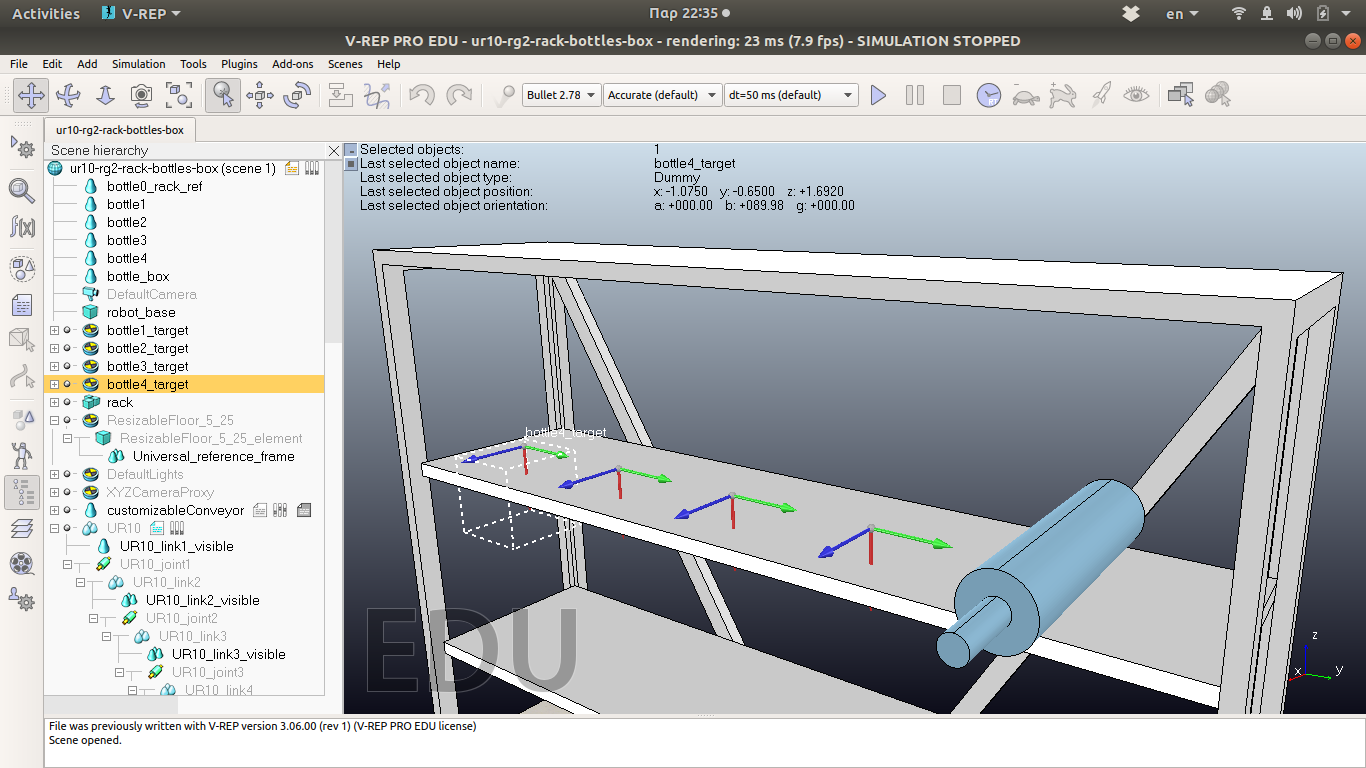 Activities V-REP Παρ 22:35 en
V-REP PRO EDU - ur10-rg2-rack-bottles-box - rendering: 23 ms (7.9 fps) - SIMULATION STOPPED
File Edit Add Simulation Tools Plugins Add-ons Scenes Help
Bullet 2.78 Accurate (default) dt=50 ms (default) RT
ur10-rg2-rack-bottles-box
Scene hierarchy
ur10-rg2-rack-bottles-box (scene 1)
bottle0_rack_ref
bottle1
bottle2
bottle3
bottle4
bottle_box
DefaultCamera
robot_base
bottle1_target
bottle2_target
bottle3_target
bottle4_target
rack
ResizableFloor_5_25
ResizableFloor_5_25_element
Universal_reference_frame
DefaultLights
XYZCameraProxy
customizableConveyor
UR10
UR10_link1_visible
UR10_joint1
UR10_link2
UR10_link2_visible
UR10_joint2
UR10_link3
UR10_link3_visible
UR10_joint3
UR10_link4
f(x)
Selected objects: 1
Last selected object name: bottle4_target
Last selected object type: Dummy
Last selected object position: x: -1.0750 y: -0.6500 z: +1.6920
Last selected object orientation: a: +000.00 b: +089.98 g: +000.00
bottle4_target
EDU
z
x
y
File was previously written with V-REP version 3.06.00 (rev 1) (V-REP PRO EDU license)
Scene opened.